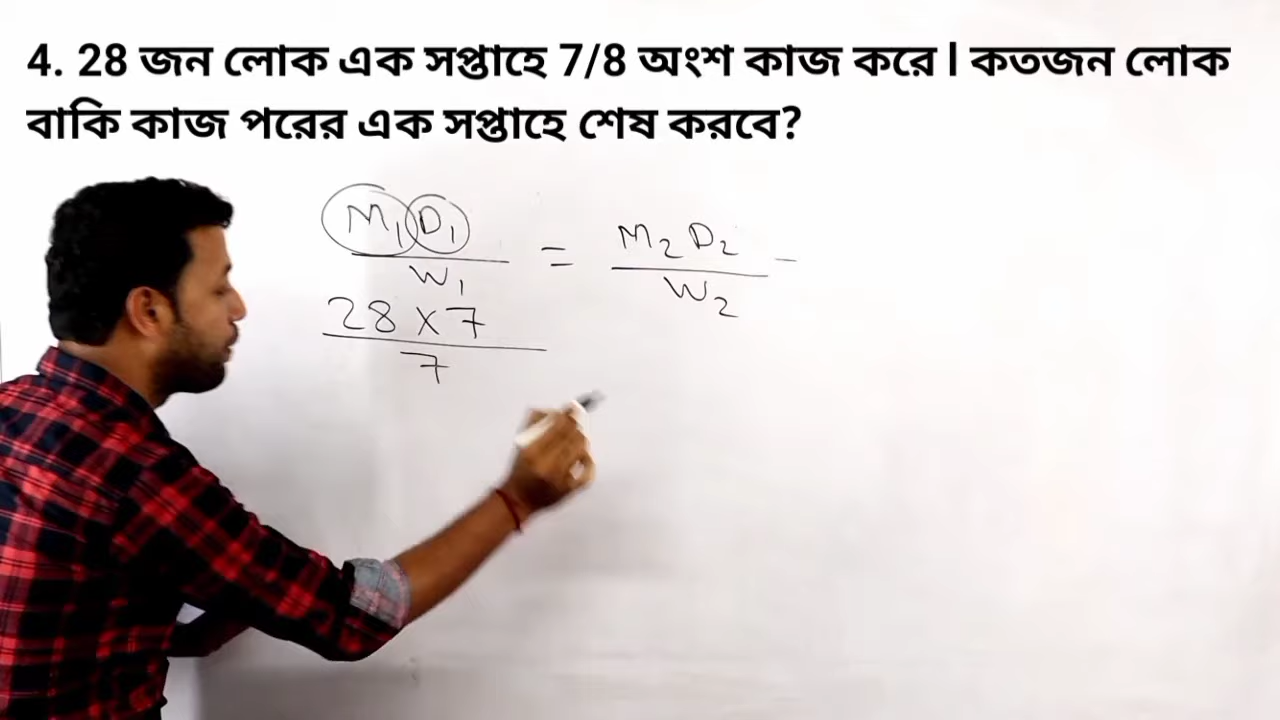 4. 28 জন লোক এক সপ্তাহে 7/8 অংশ কাজ করে l কতজন লোক
বাকি কাজ পরের এক সপ্তাহে শেষ করবে?
M₁D₁ / W₁ = M₂D₂ / W₂ -
28 x 7 / 7